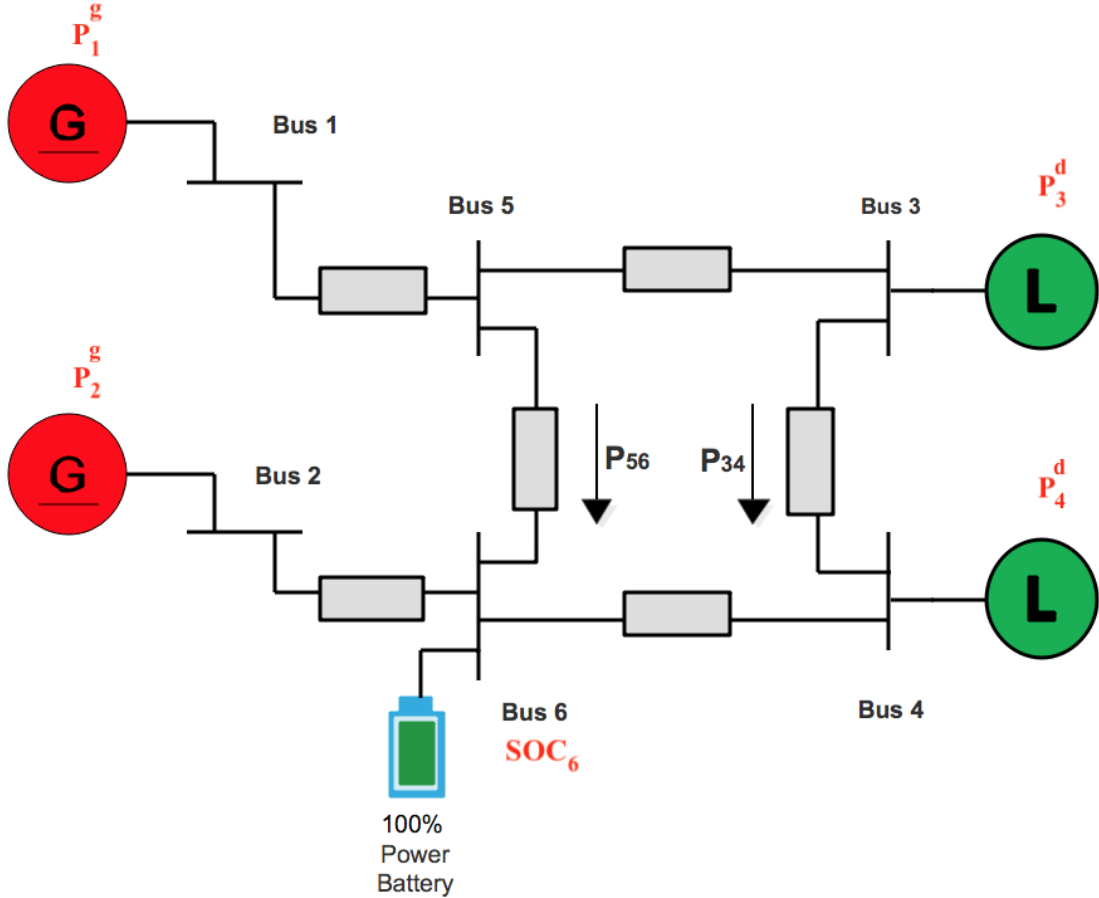 P₁ᵍ
G
Bus 1
P₃ᵈ
Bus 5
Bus 3
L
P₂ᵍ
G
Bus 2
P₅₆
P₃₄
P₄ᵈ
L
Bus 6
Bus 4
SOC₆
100%
Power
Battery